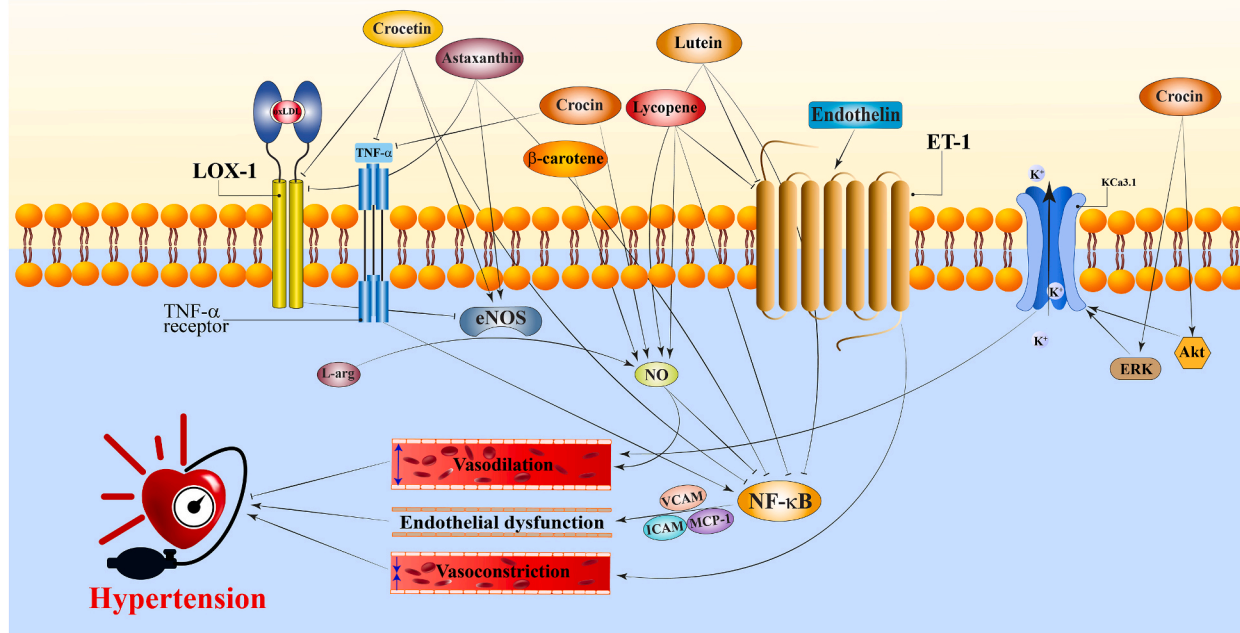 Crocetin
Astaxanthin
Lutein
Crocin
Lycopene
Endothelin
Crocin
oxLDL
LOX-1
TNF-α
β-carotene
ET-1
K⁺
KCa3.1
K⁺
TNF-α
receptor
eNOS
K⁺
L-arg
NO
ERK
Akt
Vasodilation
NF-κB
VCAM
ICAM
MCP-1
Endothelial dysfunction
Vasoconstriction
Hypertension